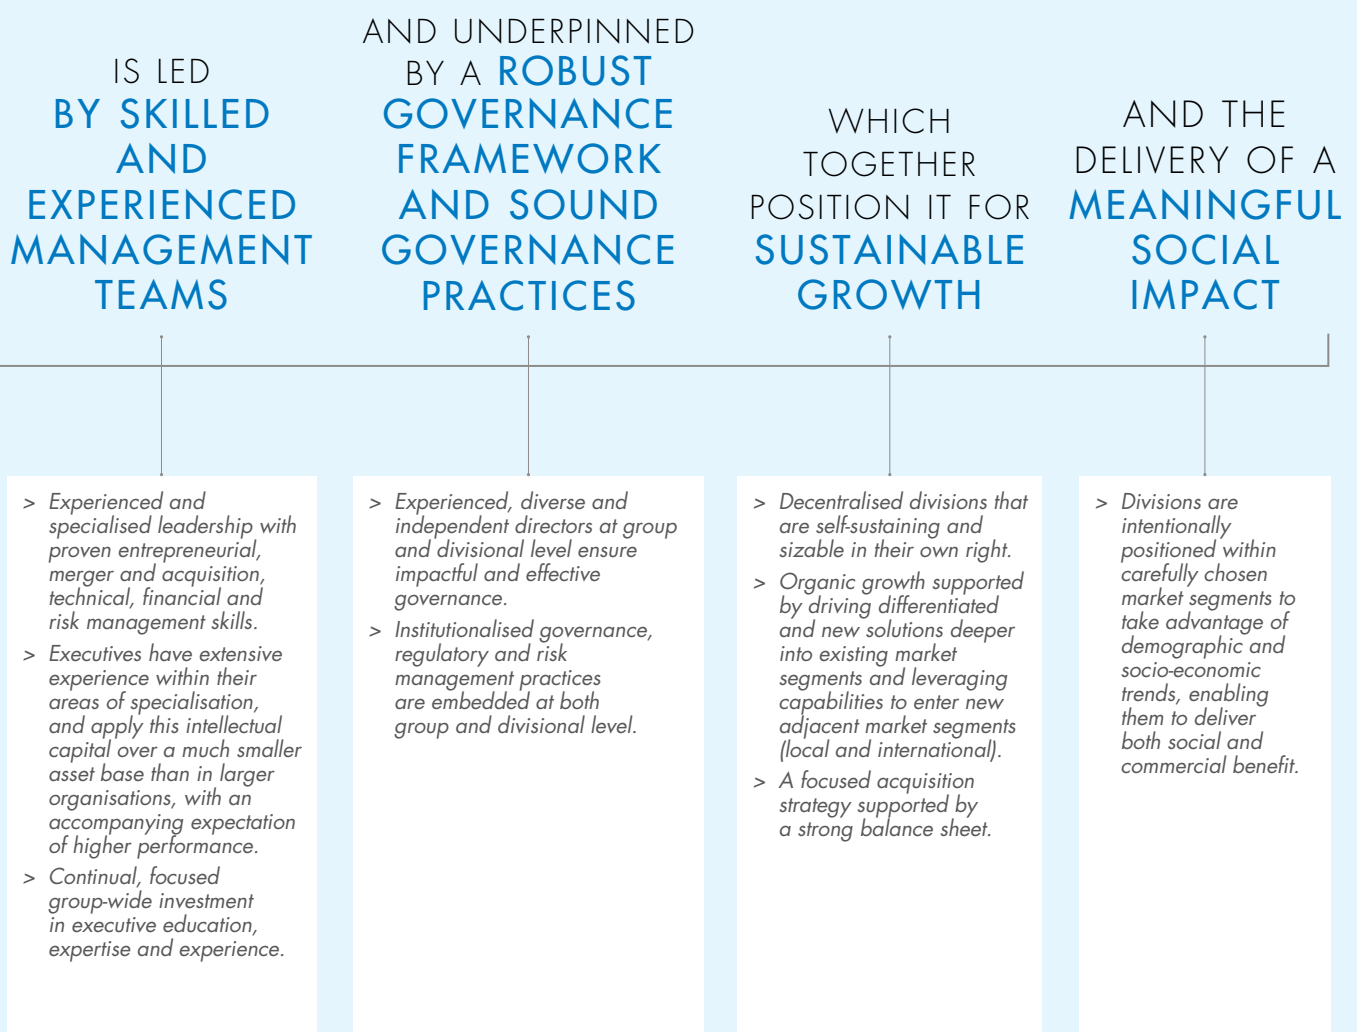 IS LED
BY SKILLED
AND
EXPERIENCED
MANAGEMENT
TEAMS
AND UNDERPINNED
BY A ROBUST
GOVERNANCE
FRAMEWORK
AND SOUND
GOVERNANCE
PRACTICES
WHICH
TOGETHER
POSITION IT FOR
SUSTAINABLE
GROWTH
AND THE
DELIVERY OF A
MEANINGFUL
SOCIAL
IMPACT
> Experienced and
specialised leadership with
proven entrepreneurial,
merger and acquisition,
technical, financial and
risk management skills.
> Executives have extensive
experience within their
areas of specialisation,
and apply this intellectual
capital over a much smaller
asset base than in larger
organisations, with an
accompanying expectation
of higher performance.
> Continual, focused
group-wide investment
in executive education,
expertise and experience.
> Experienced, diverse and
independent directors at group
and divisional level ensure
impactful and effective
governance.
> Institutionalised governance,
regulatory and risk
management practices
are embedded at both
group and divisional level.
> Decentralised divisions that
are self-sustaining and
sizable in their own right.
> Organic growth supported
by driving differentiated
and new solutions deeper
into existing market
segments and leveraging
capabilities to enter new
adjacent market segments
(local and international).
> A focused acquisition
strategy supported by
a strong balance sheet.
> Divisions are
intentionally
positioned within
carefully chosen
market segments to
take advantage of
demographic and
socio-economic
trends, enabling
them to deliver
both social and
commercial benefit.